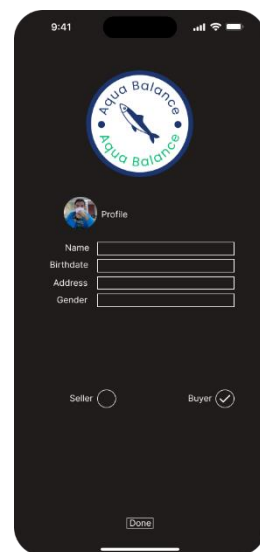 9:41
Aqua Balance
Aqua Balance
Profile
Name
Birthdate
Address
Gender
Seller
Buyer
Done